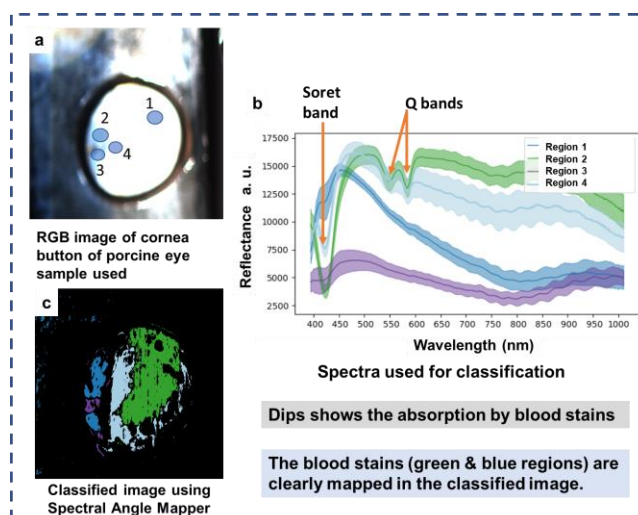 a
1
2
3
4
RGB image of cornea
button of porcine eye
sample used
c
Classified image using
Spectral Angle Mapper
b
Soret
band
Q bands
Region 1
Region 2
Region 3
Region 4
17500
15000
12500
10000
7500
5000
2500
Reflectance a. u.
400 450 500 550 600 650 700 750 800 850 900 950 1000
Wavelength (nm)
Spectra used for classification
Dips shows the absorption by blood stains
The blood stains (green & blue regions) are
clearly mapped in the classified image.